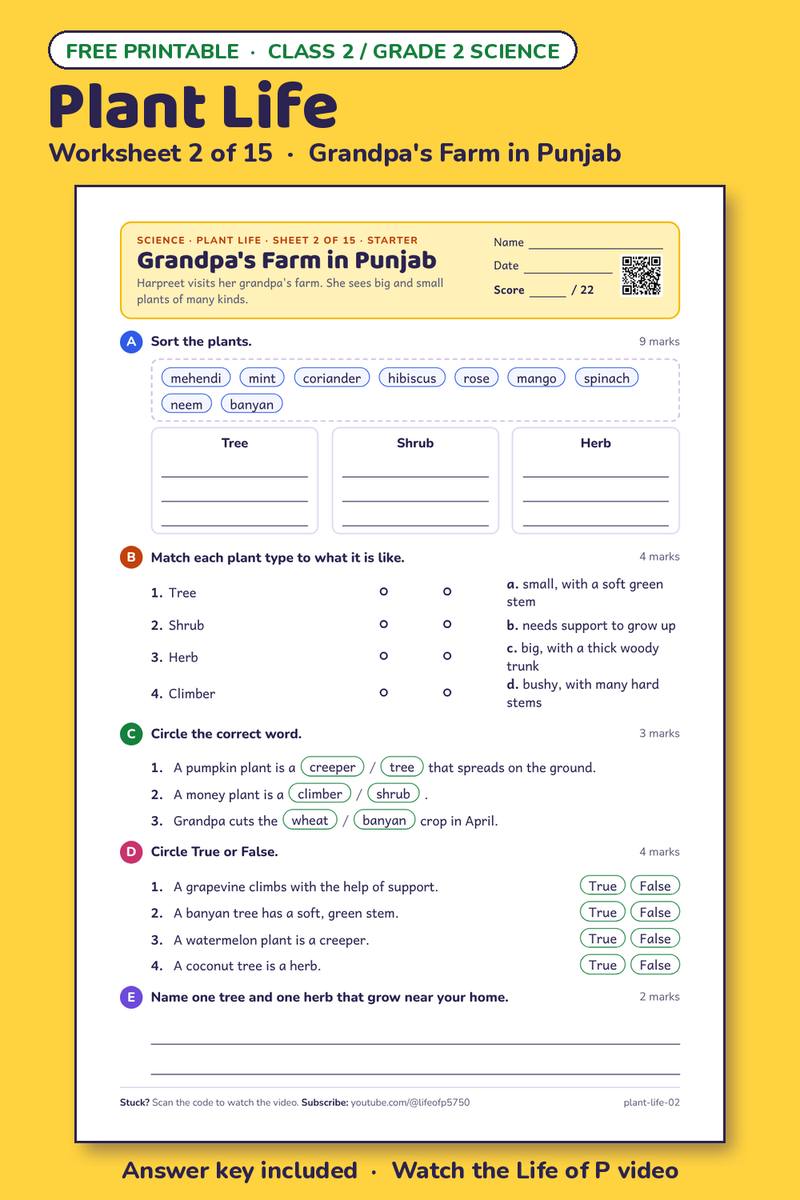 FREE PRINTABLE · CLASS 2 / GRADE 2 SCIENCE
Plant Life
Worksheet 2 of 15 · Grandpa's Farm in Punjab
SCIENCE · PLANT LIFE · SHEET 2 OF 15 · STARTER
Grandpa's Farm in Punjab
Harpreet visits her grandpa's farm. She sees big and small
plants of many kinds.
Name
Date
Score / 22
A Sort the plants. 9 marks
mehendi mint coriander hibiscus rose mango spinach
neem banyan
Tree Shrub Herb
B Match each plant type to what it is like. 4 marks
1. Tree
a. small, with a soft green
stem
2. Shrub
b. needs support to grow up
3. Herb
c. big, with a thick woody
trunk
4. Climber
d. bushy, with many hard
stems
C Circle the correct word. 3 marks
1. A pumpkin plant is a creeper / tree that spreads on the ground.
2. A money plant is a climber / shrub .
3. Grandpa cuts the wheat / banyan crop in April.
D Circle True or False. 4 marks
1. A grapevine climbs with the help of support. True False
2. A banyan tree has a soft, green stem. True False
3. A watermelon plant is a creeper. True False
4. A coconut tree is a herb. True False
E Name one tree and one herb that grow near your home. 2 marks
Stuck? Scan the code to watch the video. Subscribe: youtube.com/@lifeofp5750 plant-life-02
Answer key included · Watch the Life of P video